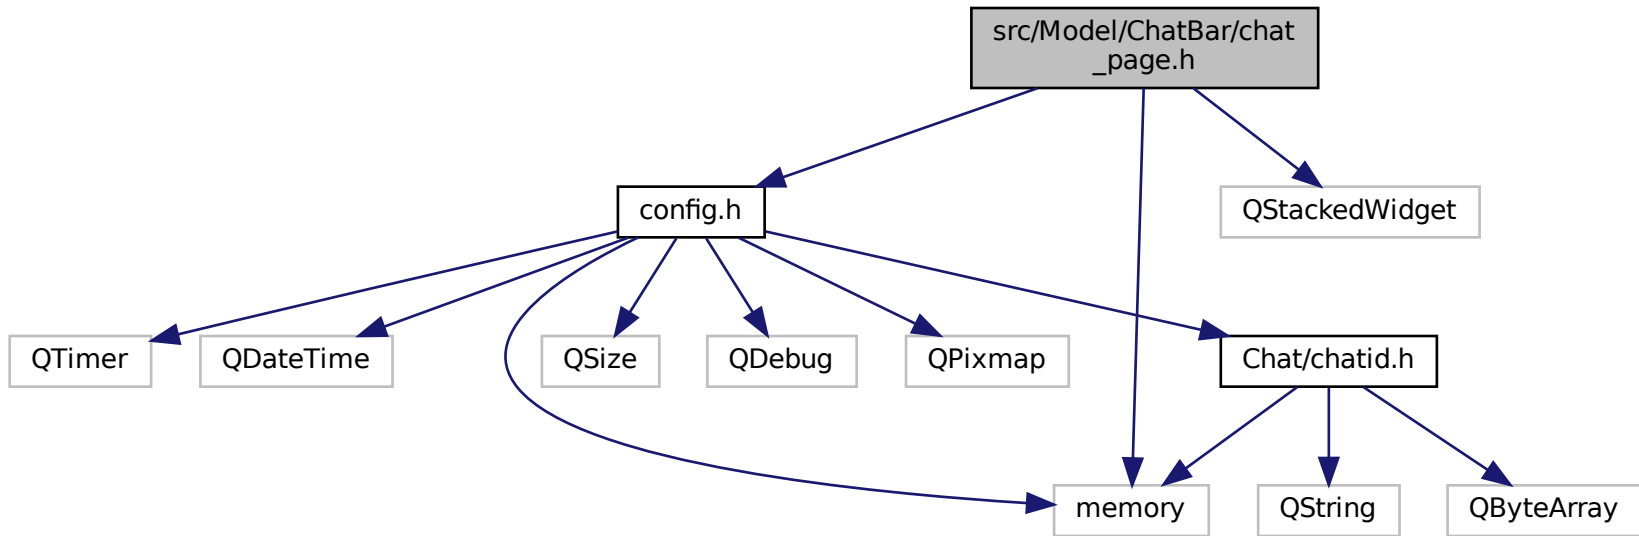 src/Model/ChatBar/chat
_page.h
config.h
QStackedWidget
QTimer
QDateTime
QSize
QDebug
QPixmap
Chat/chatid.h
memory
QString
QByteArray